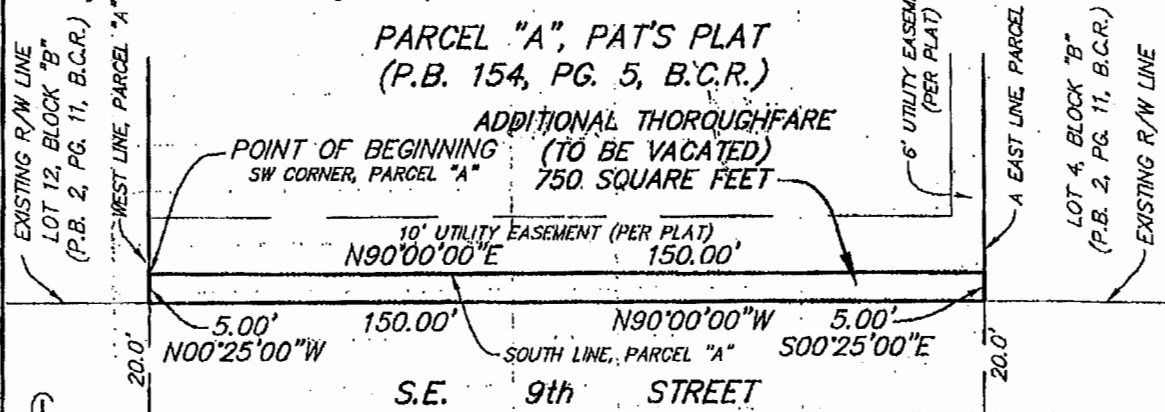 EXISTING R/W LINE
LOT 12, BLOCK "B"
(P.B. 2, PG. 11, B.C.R.)
WEST LINE, PARCEL "A"
PARCEL "A", PAT'S PLAT
(P.B. 154, PG. 5, B.C.R.)
ADDITIONAL THOROUGHFARE
(TO BE VACATED)
750 SQUARE FEET
POINT OF BEGINNING
SW CORNER, PARCEL "A"
6' UTILITY EASEM
(PER PLAT)
A EAST LINE, PARCEL
LOT 4, BLOCK "B"
(P.B. 2, PG. 11, B.C.R.)
EXISTING R/W LINE
10' UTILITY EASEMENT (PER PLAT)
N90°00'00"E 150.00'
5.00' 150.00' N90°00'00"W 5.00'
N00°25'00"W S00°25'00"E
SOUTH LINE, PARCEL "A"
20.0'
20.0'
S.E. 9th STREET